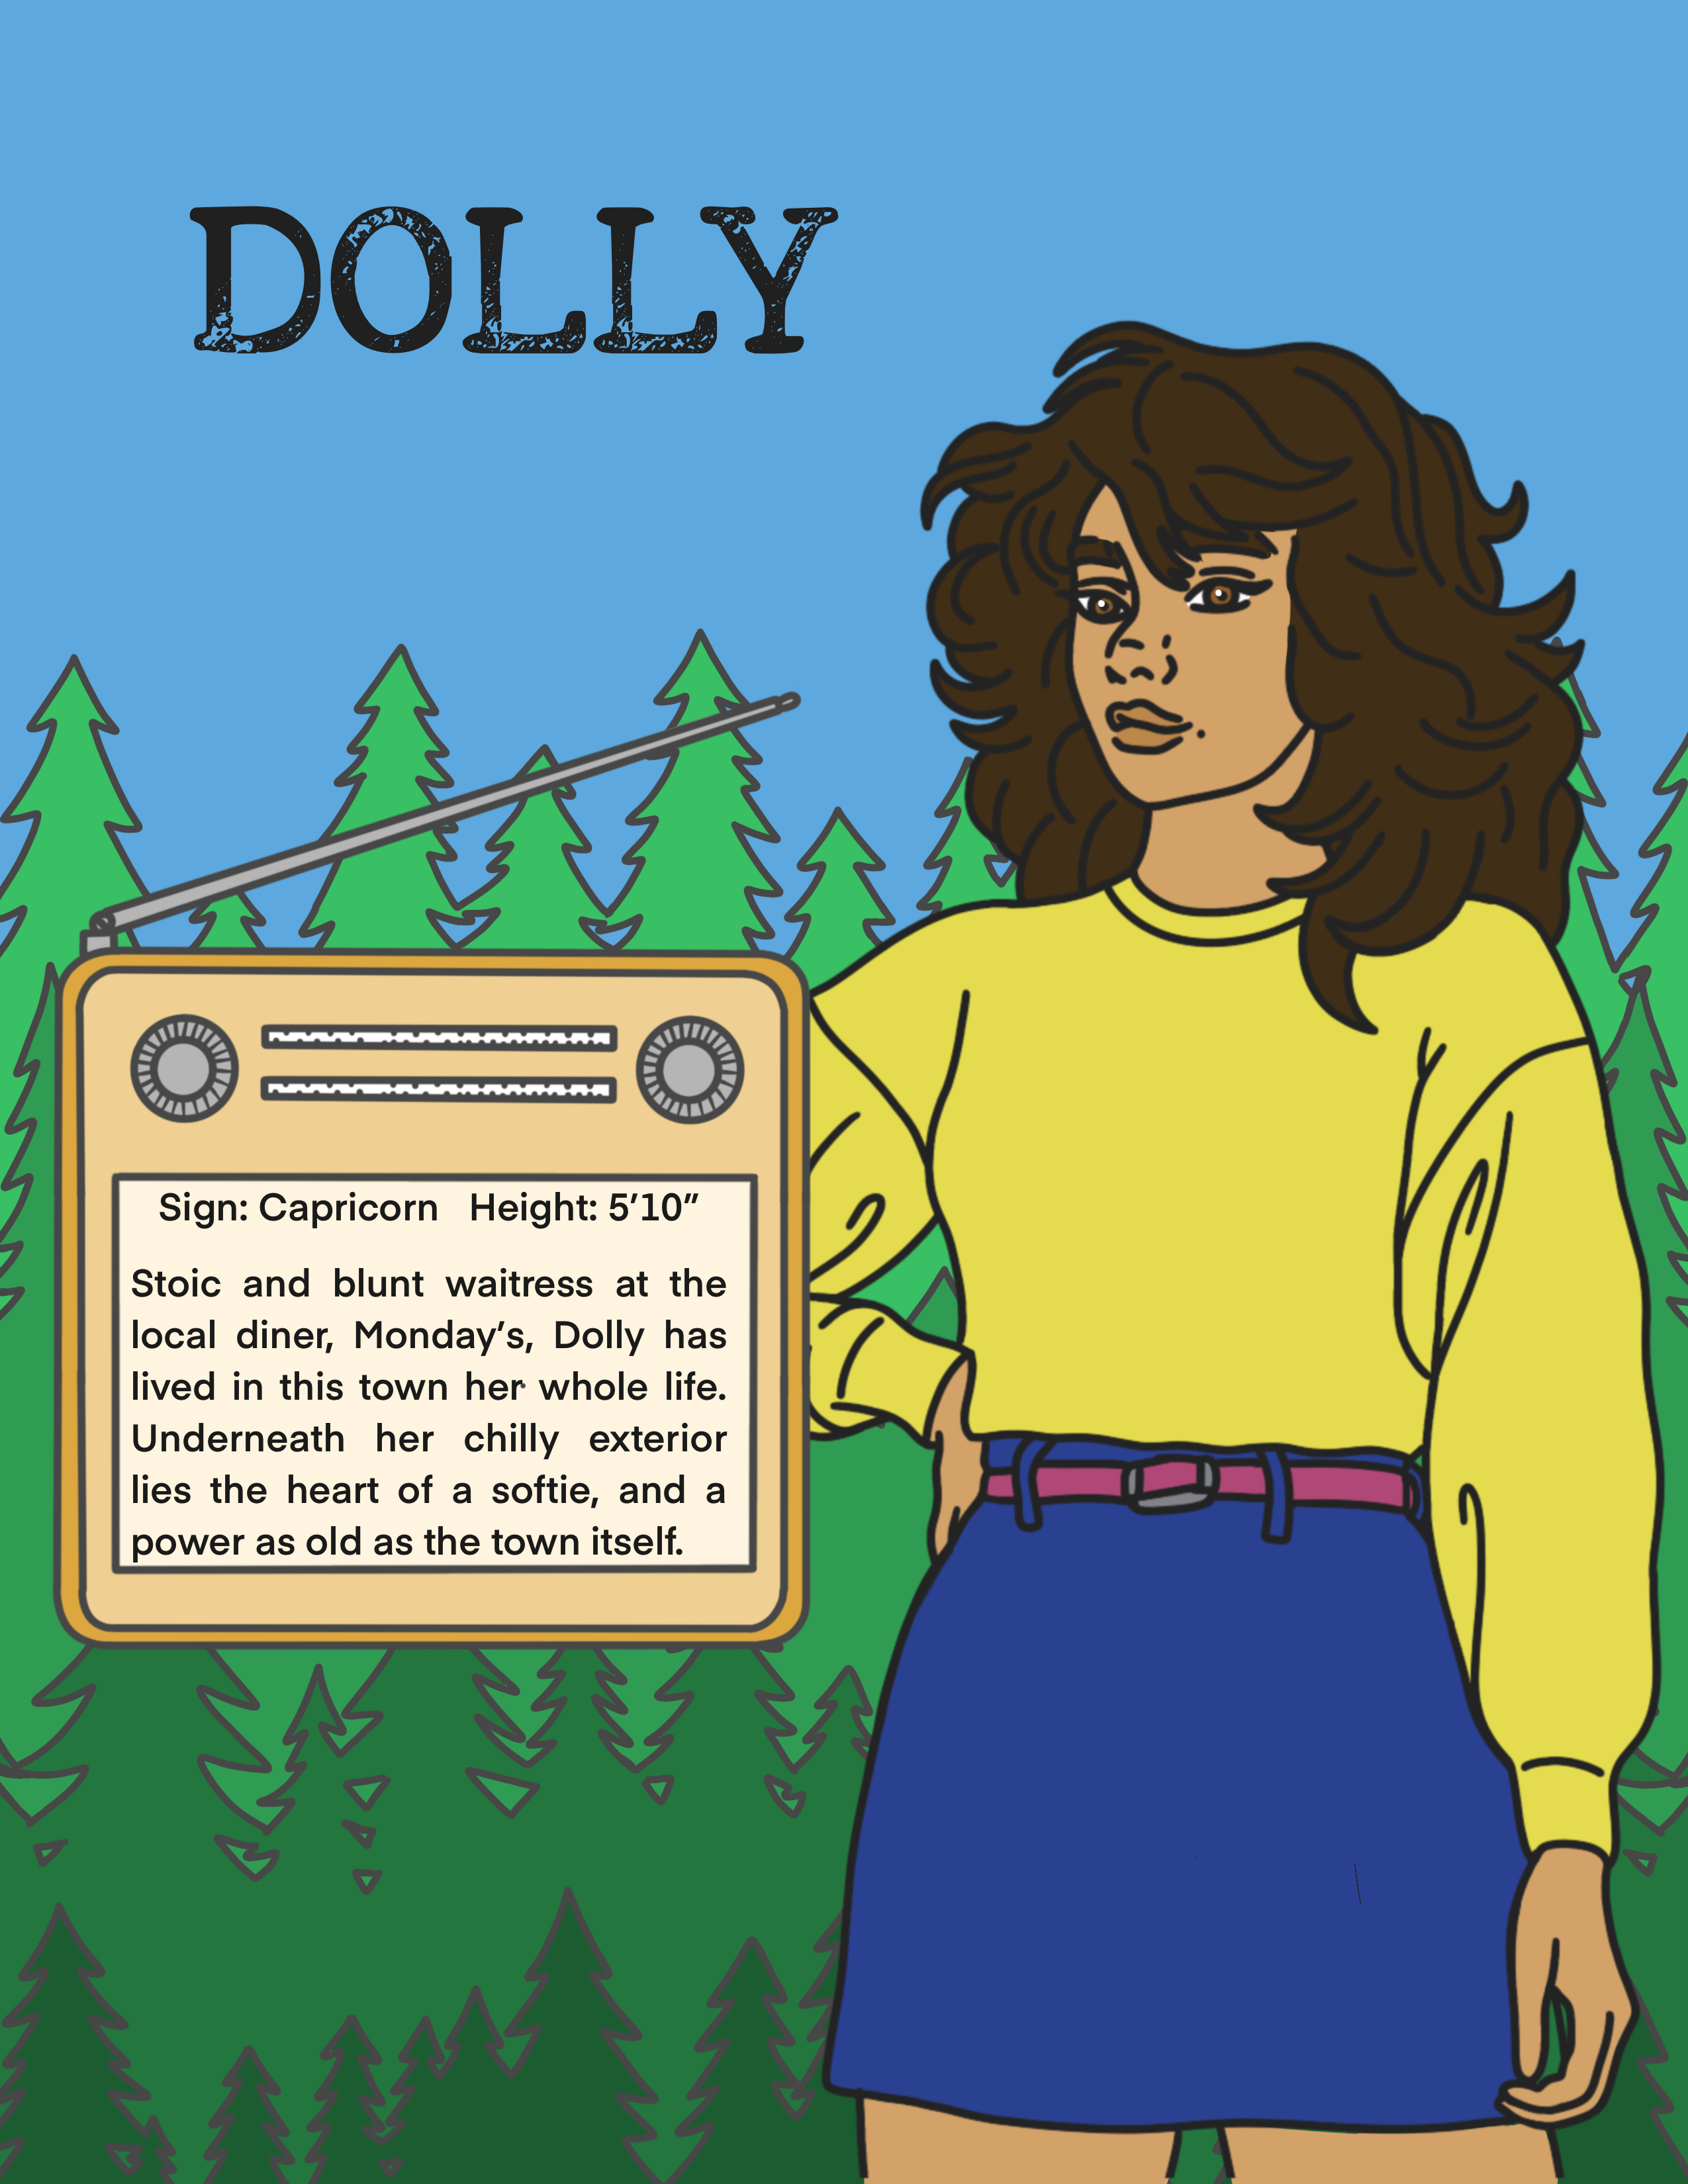 DOLLY
Sign: Capricorn Height: 5’10”
Stoic and blunt waitress at the
local diner, Monday’s, Dolly has
lived in this town her whole life.
Underneath her chilly exterior
lies the heart of a softie, and a
power as old as the town itself.